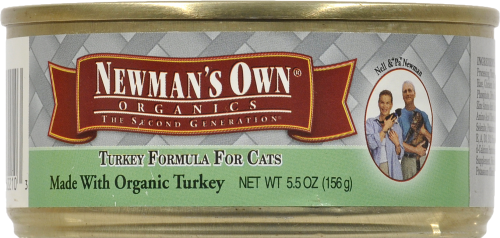 NEWMAN'S OWN®
ORGANICS
THE SECOND GENERATION®
Nell & "Pa" Newman
TURKEY FORMULA FOR CATS
Made With Organic Turkey NET WT 5.5 OZ (156 g)